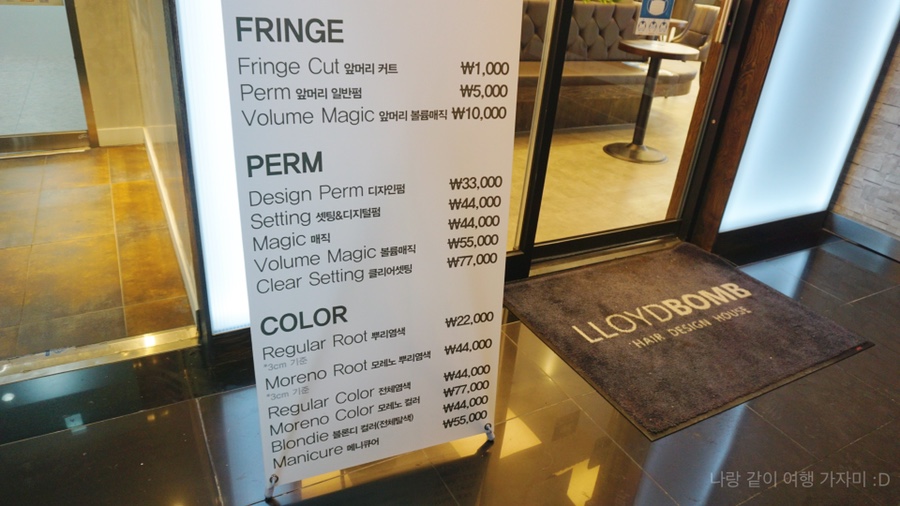 FRINGE
Fringe Cut 앞머리 커트 ₩1,000
Perm 앞머리 일반펌 ₩5,000
Volume Magic 앞머리 볼륨매직 ₩10,000
PERM
Design Perm 디자인펌 ₩33,000
Setting 셋팅&디지털펌 ₩44,000
Magic 매직 ₩44,000
Volume Magic 볼륨매직 ₩55,000
Clear Setting 클리어셋팅 ₩77,000
COLOR
Regular Root 뿌리염색 ₩22,000
*3cm 기준
Moreno Root 모레노 뿌리염색 ₩44,000
*3cm 기준
Regular Color 전체염색 ₩44,000
Moreno Color 모레노 컬러 ₩77,000
Blondie 블론디 컬러(전체탈색) ₩44,000
Manicure 메니큐어 ₩55,000
LLOYDBOMB
HAIR DESIGN HOUSE
나랑 같이 여행 가자미 :D